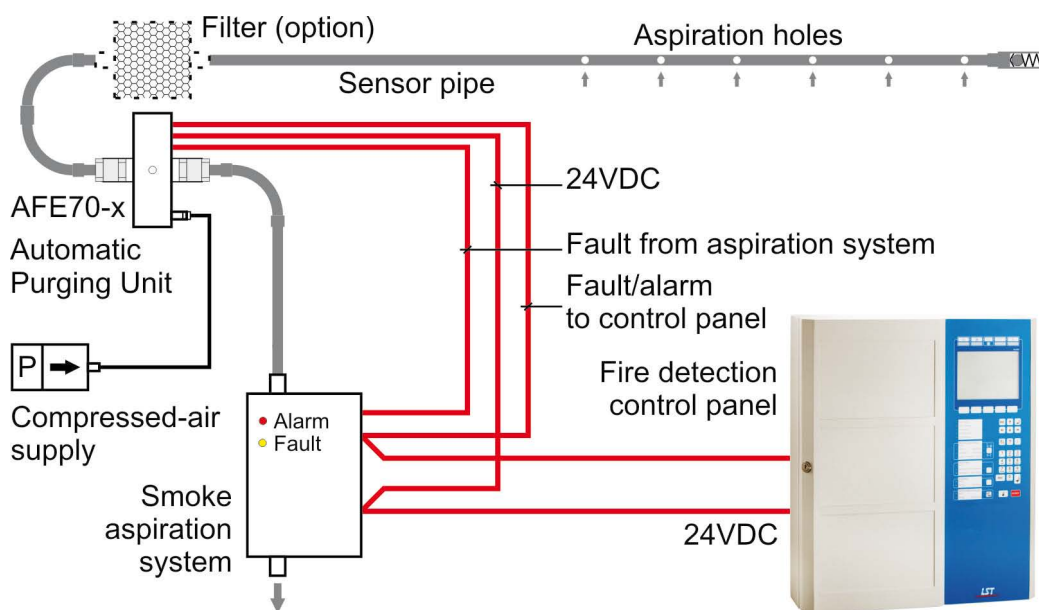 Filter (option)
Aspiration holes
Sensor pipe
24VDC
AFE70-x
Automatic
Purging Unit
Fault from aspiration system
Fault/alarm
to control panel
P
Compressed-air
supply
Fire detection
control panel
Alarm
Fault
Smoke
aspiration
system
24VDC
LST